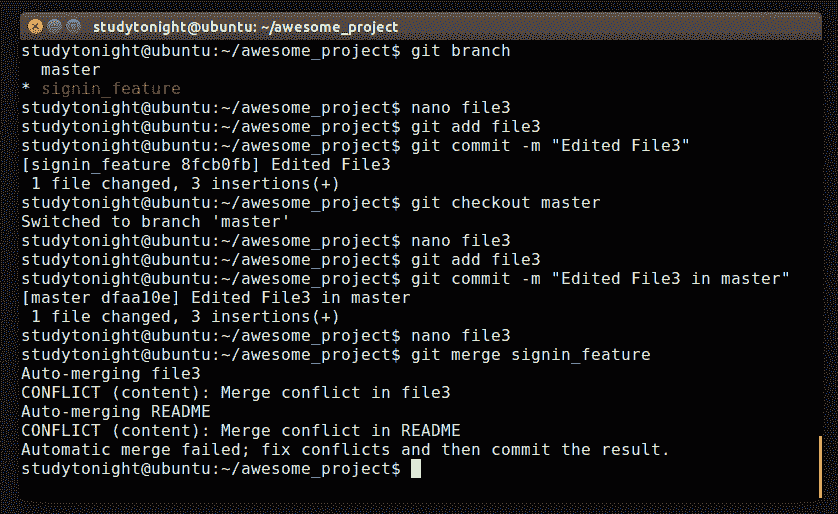 studytonight@ubuntu: ~/awesome_project
studytonight@ubuntu:~/awesome_project$ git branch
  master
* signin_feature
studytonight@ubuntu:~/awesome_project$ nano file3
studytonight@ubuntu:~/awesome_project$ git add file3
studytonight@ubuntu:~/awesome_project$ git commit -m "Edited File3"
[signin_feature 8fcb0fb] Edited File3
 1 file changed, 3 insertions(+)
studytonight@ubuntu:~/awesome_project$ git checkout master
Switched to branch 'master'
studytonight@ubuntu:~/awesome_project$ nano file3
studytonight@ubuntu:~/awesome_project$ git add file3
studytonight@ubuntu:~/awesome_project$ git commit -m "Edited File3 in master"
[master dfaa10e] Edited File3 in master
 1 file changed, 3 insertions(+)
studytonight@ubuntu:~/awesome_project$ nano file3
studytonight@ubuntu:~/awesome_project$ git merge signin_feature
Auto-merging file3
CONFLICT (content): Merge conflict in file3
Auto-merging README
CONFLICT (content): Merge conflict in README
Automatic merge failed; fix conflicts and then commit the result.
studytonight@ubuntu:~/awesome_project$